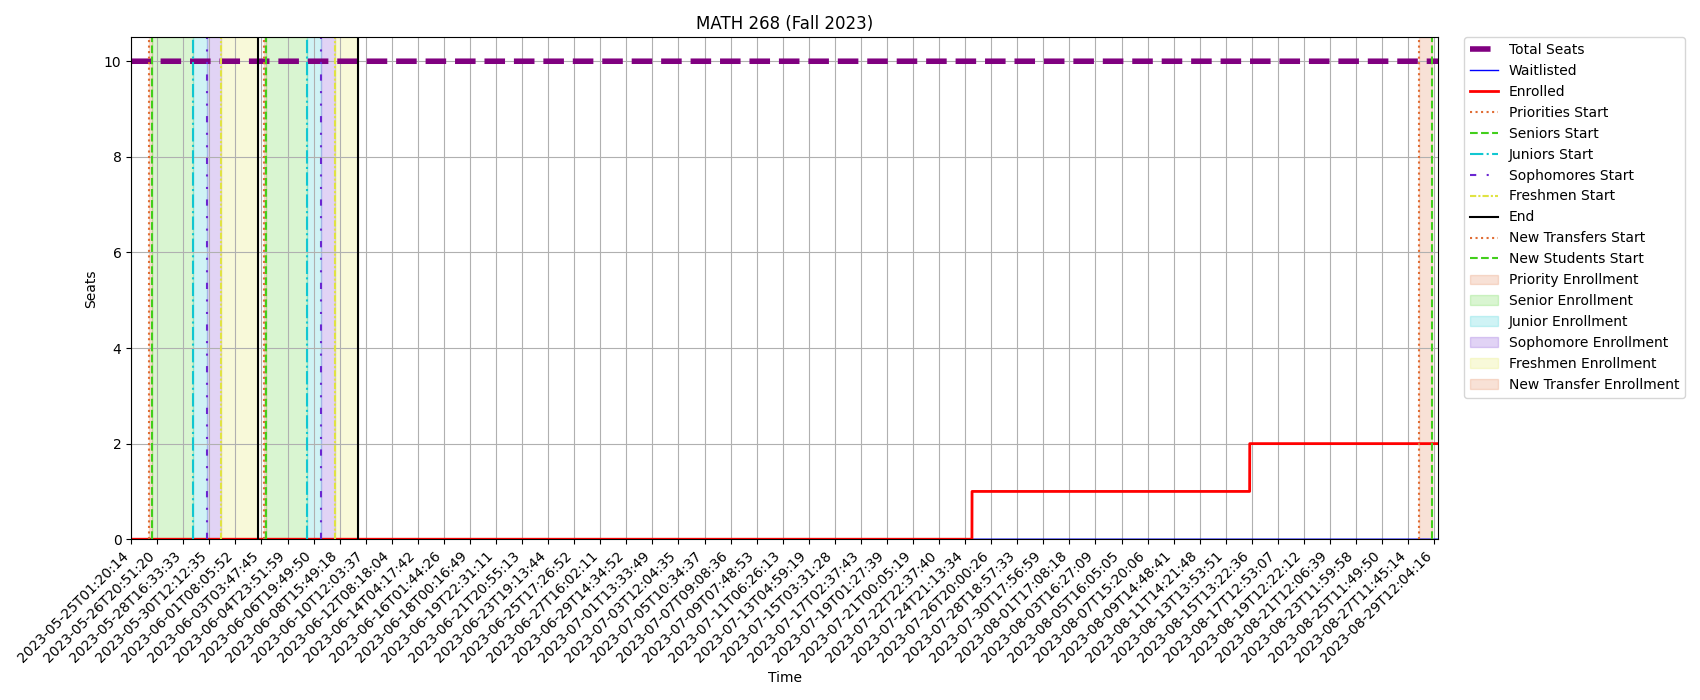 MATH 268 (Fall 2023)
Seats
10
8
6
4
2
0
2023-05-25T01:20:14
2023-05-26T20:51:20
2023-05-28T16:33:33
2023-05-30T12:12:35
2023-06-01T08:05:52
2023-06-03T03:47:45
2023-06-04T23:51:59
2023-06-06T19:49:50
2023-06-08T15:49:18
2023-06-10T12:03:37
2023-06-12T08:18:04
2023-06-14T04:17:42
2023-06-16T01:44:26
2023-06-18T00:16:49
2023-06-19T22:31:11
2023-06-21T20:55:13
2023-06-23T19:13:44
2023-06-25T17:26:52
2023-06-27T16:02:11
2023-06-29T14:34:52
2023-07-01T13:33:49
2023-07-03T12:04:35
2023-07-05T10:34:37
2023-07-07T09:08:36
2023-07-09T07:48:53
2023-07-11T06:26:13
2023-07-13T04:59:19
2023-07-15T03:31:28
2023-07-17T02:37:43
2023-07-19T01:27:39
2023-07-21T00:05:19
2023-07-22T22:37:40
2023-07-24T21:13:34
2023-07-26T20:00:26
2023-07-28T18:57:33
2023-07-30T17:56:59
2023-08-01T17:08:18
2023-08-03T16:27:09
2023-08-05T16:05:05
2023-08-07T15:20:06
2023-08-09T14:48:41
2023-08-11T14:21:48
2023-08-13T13:53:51
2023-08-15T13:22:36
2023-08-17T12:53:07
2023-08-19T12:22:12
2023-08-21T12:06:39
2023-08-23T11:59:58
2023-08-25T11:49:50
2023-08-27T11:45:14
2023-08-29T12:04:16
Time
Total Seats
Waitlisted
Enrolled
Priorities Start
Seniors Start
Juniors Start
Sophomores Start
Freshmen Start
End
New Transfers Start
New Students Start
Priority Enrollment
Senior Enrollment
Junior Enrollment
Sophomore Enrollment
Freshmen Enrollment
New Transfer Enrollment